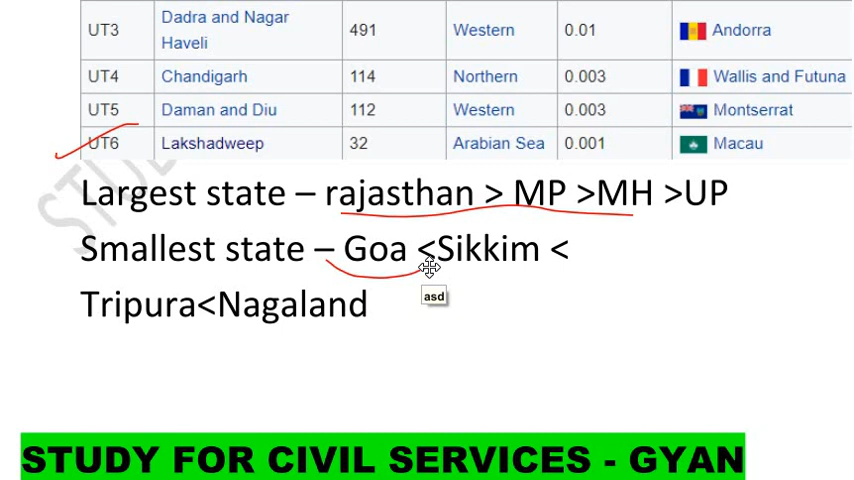 UT3 Dadra and Nagar Haveli 491 Western 0.01 Andorra
UT4 Chandigarh 114 Northern 0.003 Wallis and Futuna
UT5 Daman and Diu 112 Western 0.003 Montserrat
UT6 Lakshadweep 32 Arabian Sea 0.001 Macau
Largest state – rajasthan > MP >MH >UP
Smallest state – Goa <Sikkim <
asd
Tripura<Nagaland
STUDY FOR CIVIL SERVICES - GYAN